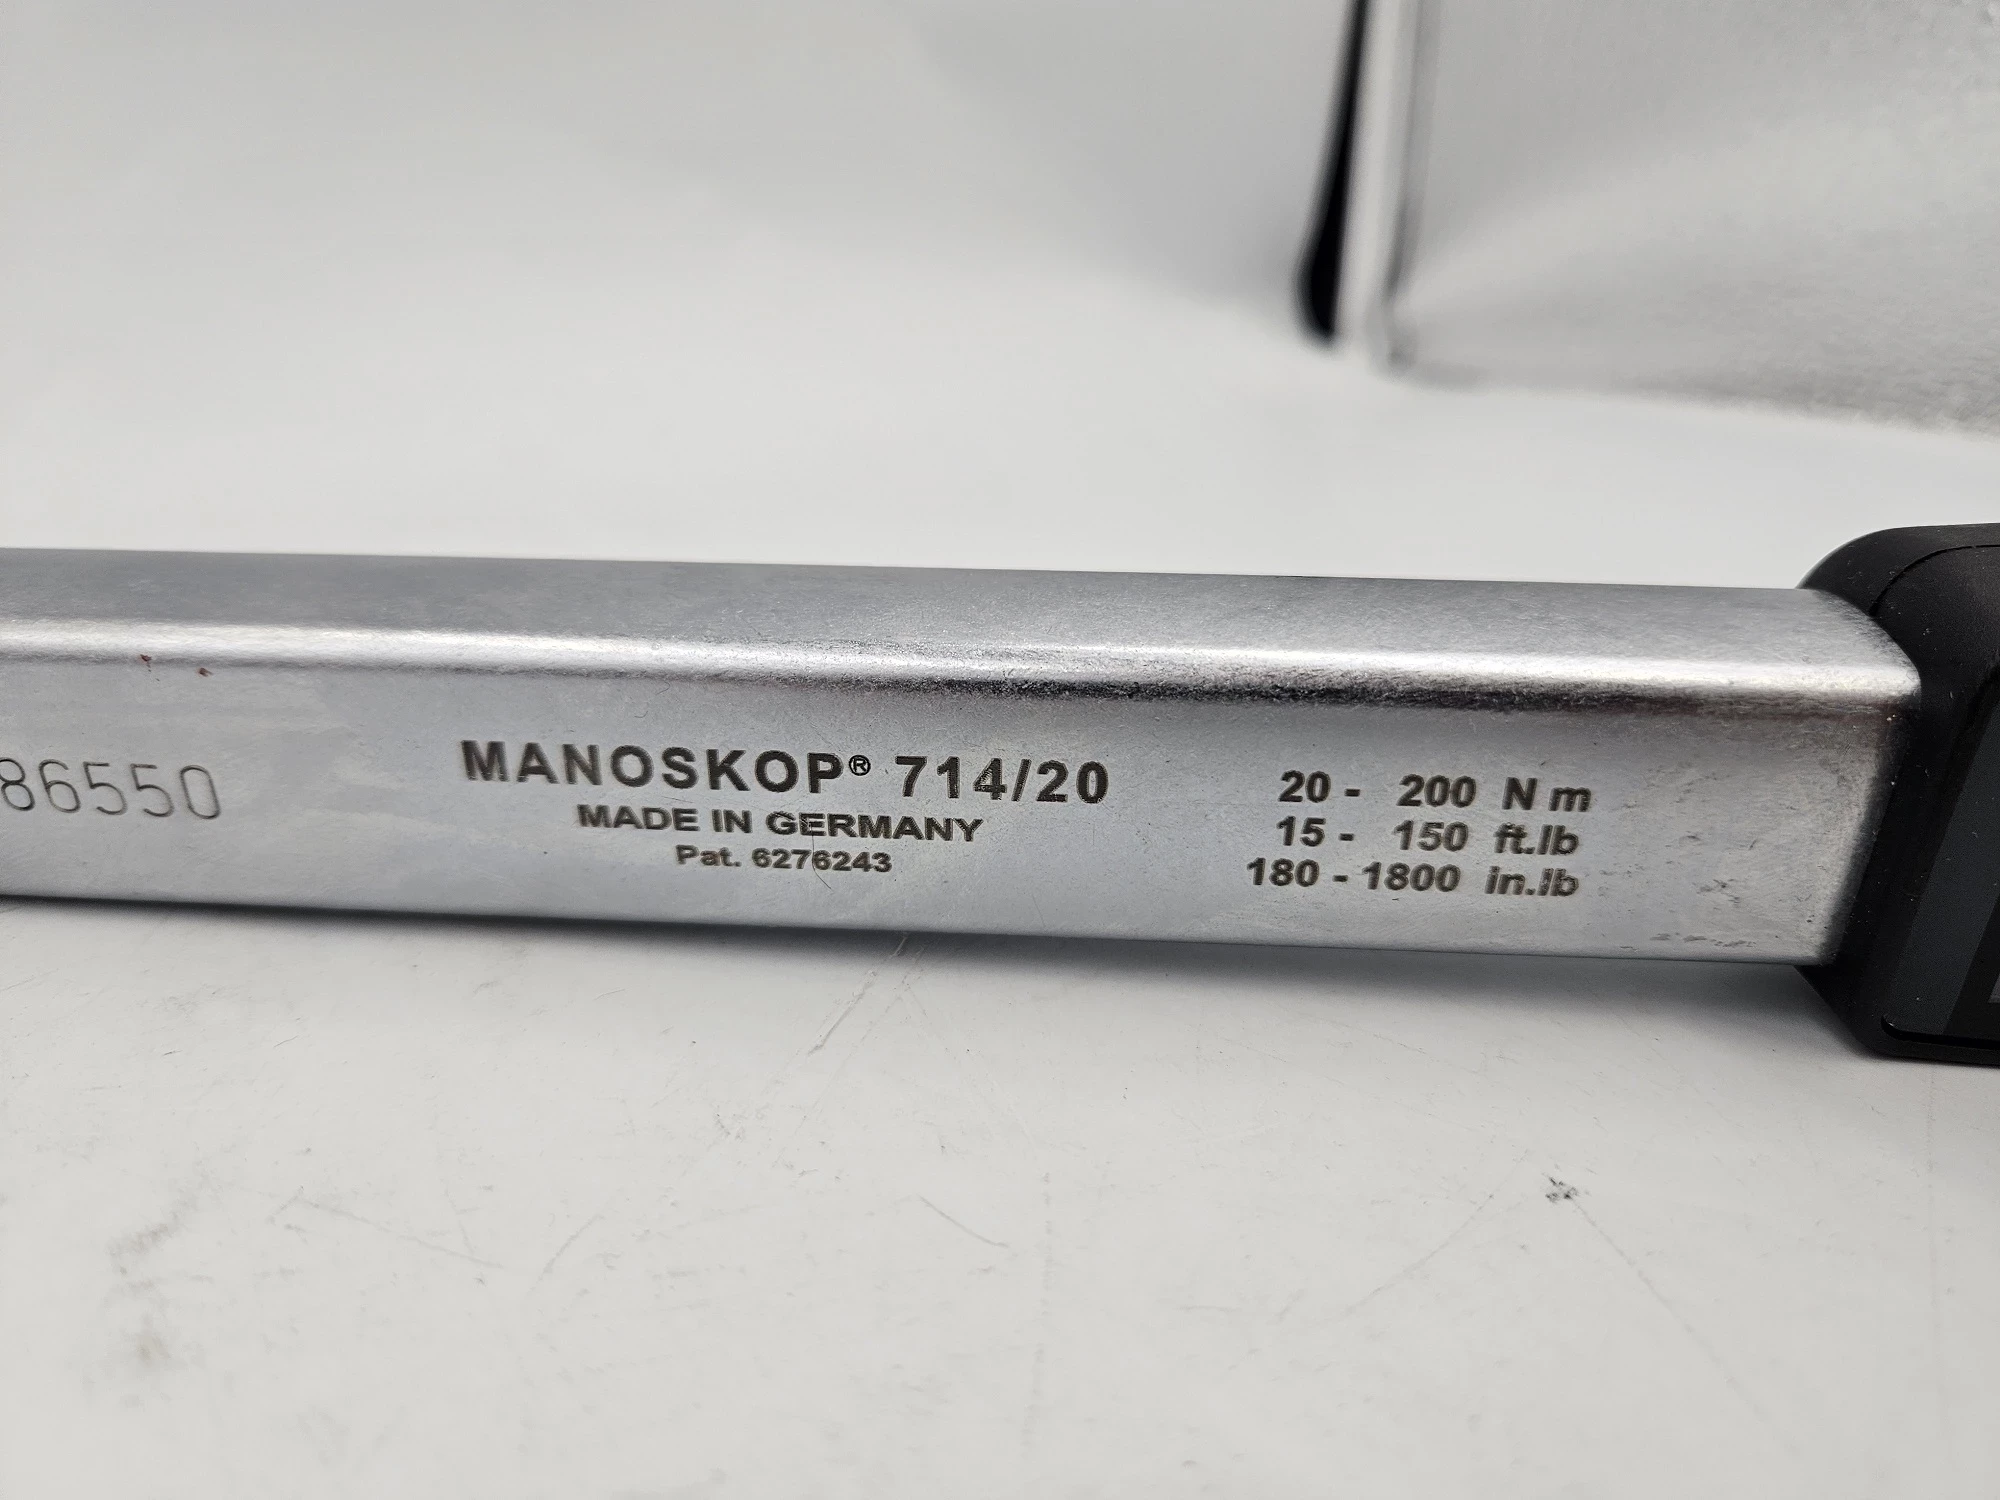 86550
MANOSKOP® 714/20
MADE IN GERMANY
Pat. 6276243
20 - 200 N m
15 - 150 ft.lb
180 - 1800 in.lb